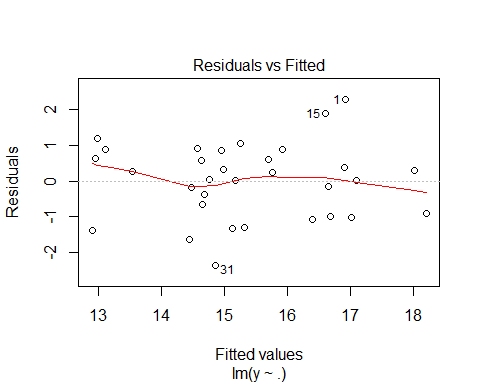 Residuals vs Fitted
Residuals
2
1
0
-1
-2
15
1
31
13 14 15 16 17 18
Fitted values
lm(y ~ .)